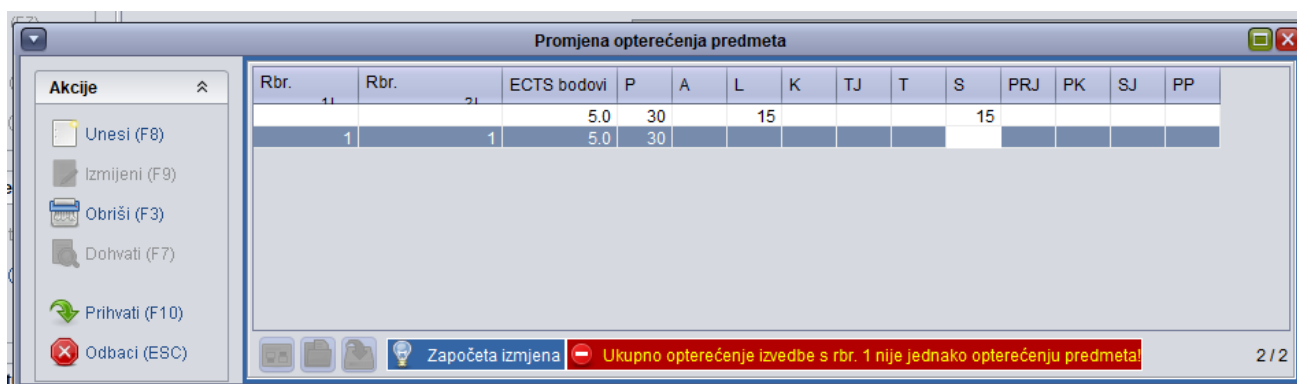 Promjena opterećenja predmeta
Akcije
Unesi (F8)
Izmijeni (F9)
Obriši (F3)
Dohvati (F7)
Prihvati (F10)
Odbaci (ESC)
Rbr. Rbr. ECTS bodovi P A L K TJ T S PRJ PK SJ PP
5.0 30 15 15
1 1 5.0 30
Započeta izmjena Ukupno opterećenje izvedbe s rbr. 1 nije jednako opterećenju predmeta! 2 / 2